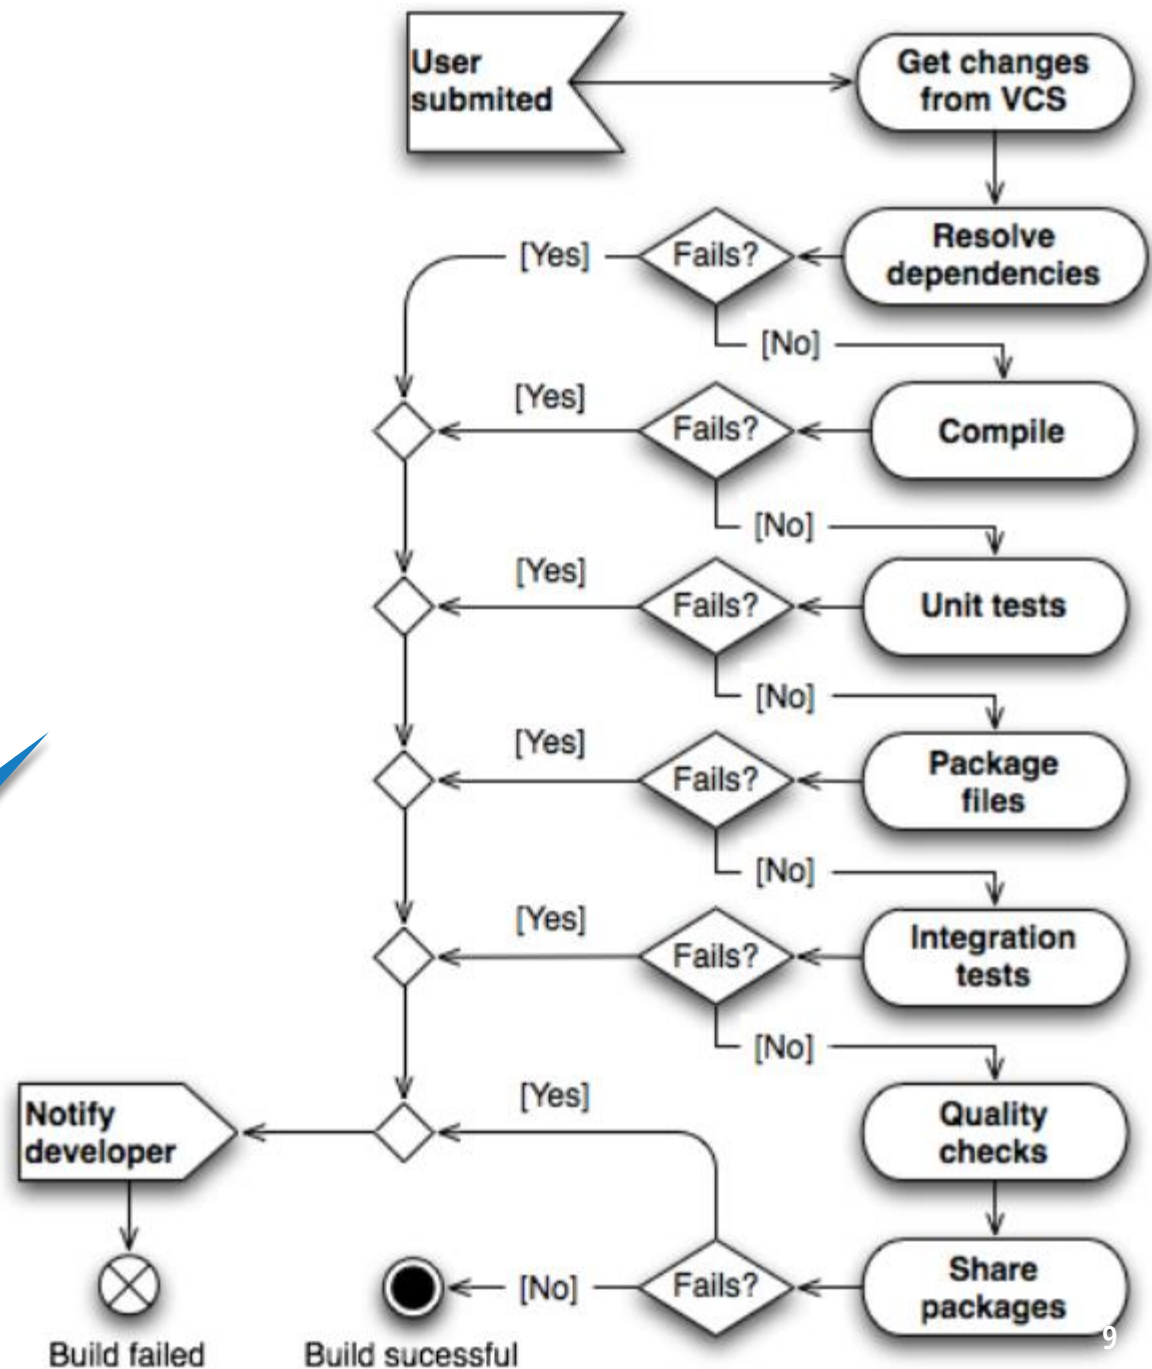 User
submited
Get changes
from VCS
Resolve
dependencies
Fails?
[Yes]
[No]
Compile
Fails?
[Yes]
[No]
Unit tests
Fails?
[Yes]
[No]
Package
files
Fails?
[Yes]
[No]
Integration
tests
Fails?
[Yes]
[No]
Quality
checks
Share
packages
Fails?
[Yes]
[No]
Notify
developer
Build failed
Build sucessful
9